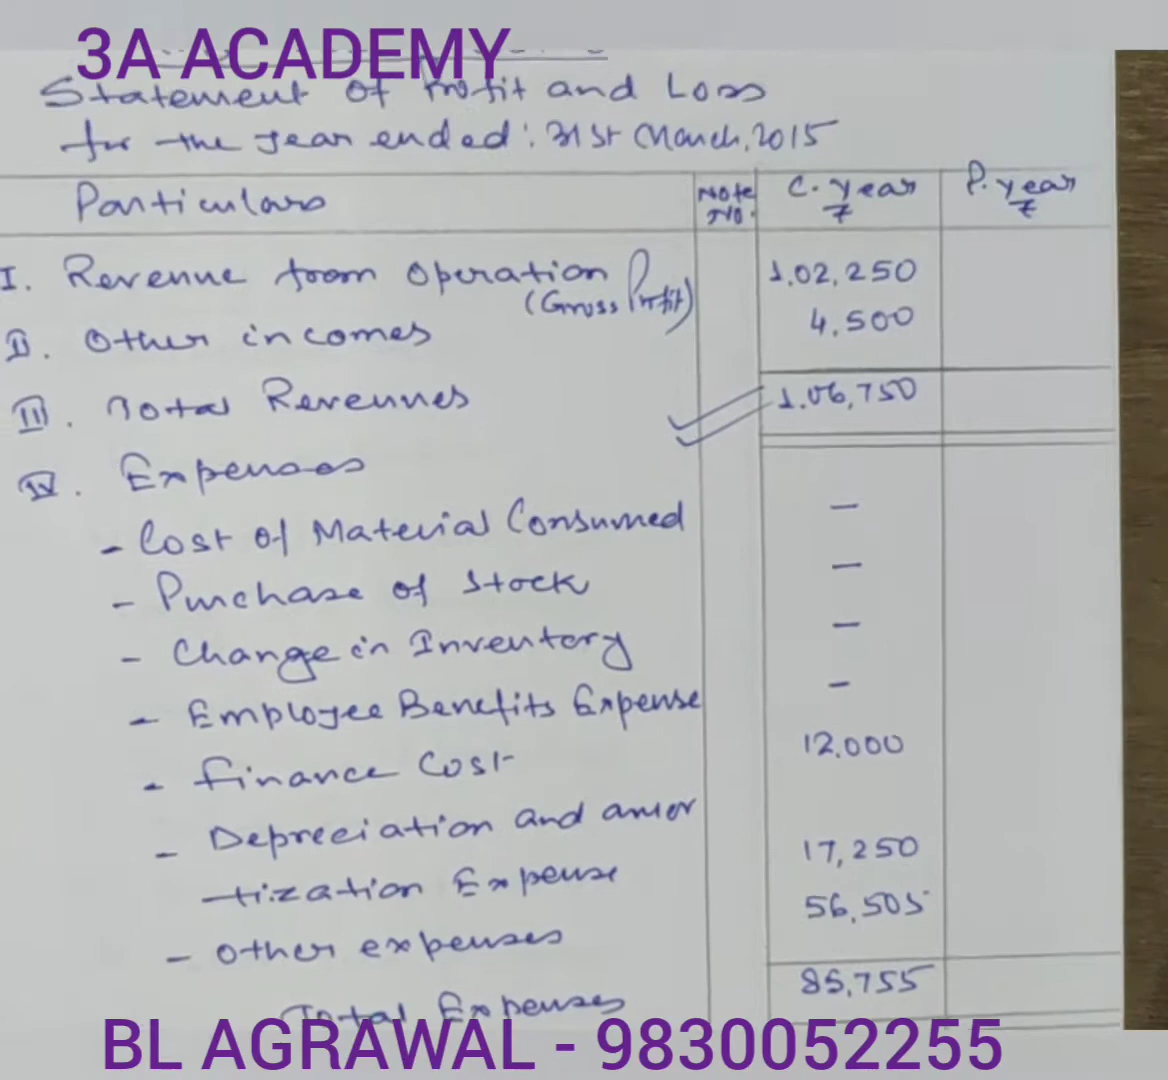 3A ACADEMY
Statement of Profit and Loss
for the year ended: 31st March, 2015
Particulars Note No. C. year ₹ P. year ₹
I. Revenue from Operation (Gross Profit) 1,02,250
II. Other incomes 4,500
III. Total Revenues 1,06,750
IV. Expenses
- Cost of Material Consumed —
- Purchase of Stock —
- Change in Inventory —
- Employee Benefits Expense —
- Finance Cost 12,000
- Depreciation and amor
tization Expense 17,250
- Other expenses 56,505
Total Expenses 85,755
BL AGRAWAL - 9830052255